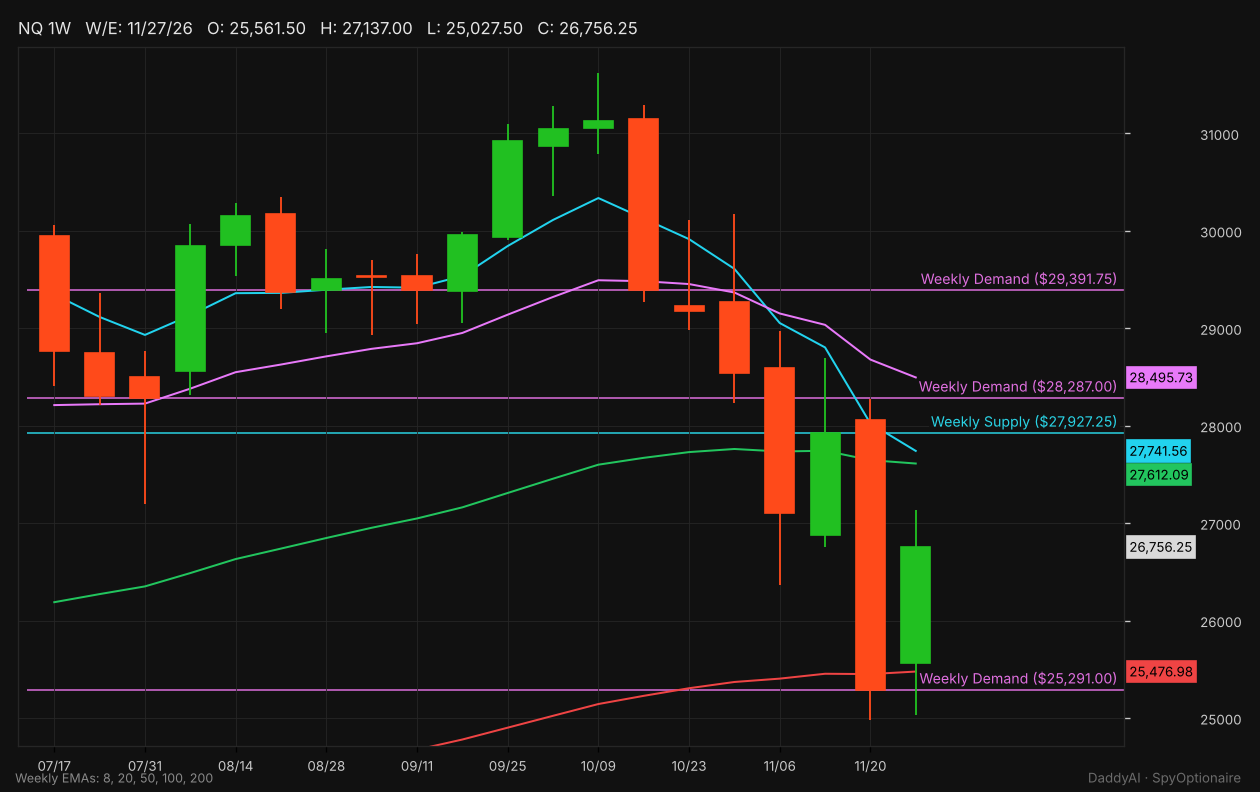 NQ 1W W/E: 11/27/26 O: 25,561.50 H: 27,137.00 L: 25,027.50 C: 26,756.25
31000
30000
Weekly Demand ($29,391.75)
29000
28,495.73
Weekly Demand ($28,287.00)
Weekly Supply ($27,927.25)
28000
27,741.56
27,612.09
27000
26,756.25
26000
25,476.98
Weekly Demand ($25,291.00)
25000
07/17 07/31 08/14 08/28 09/11 09/25 10/09 10/23 11/06 11/20
Weekly EMAs: 8, 20, 50, 100, 200
DaddyAI · SpyOptionaire